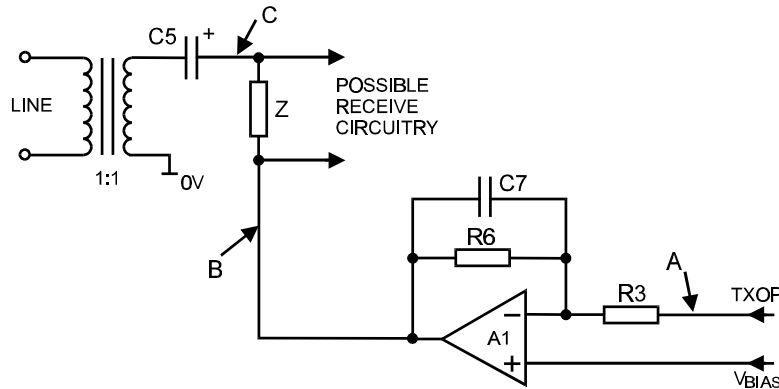 C
C5
+
LINE
Z
POSSIBLE
RECEIVE
CIRCUITRY
1:1
0V
C7
R6
B
A
R3
TXOP
A1
−
+
VBIAS